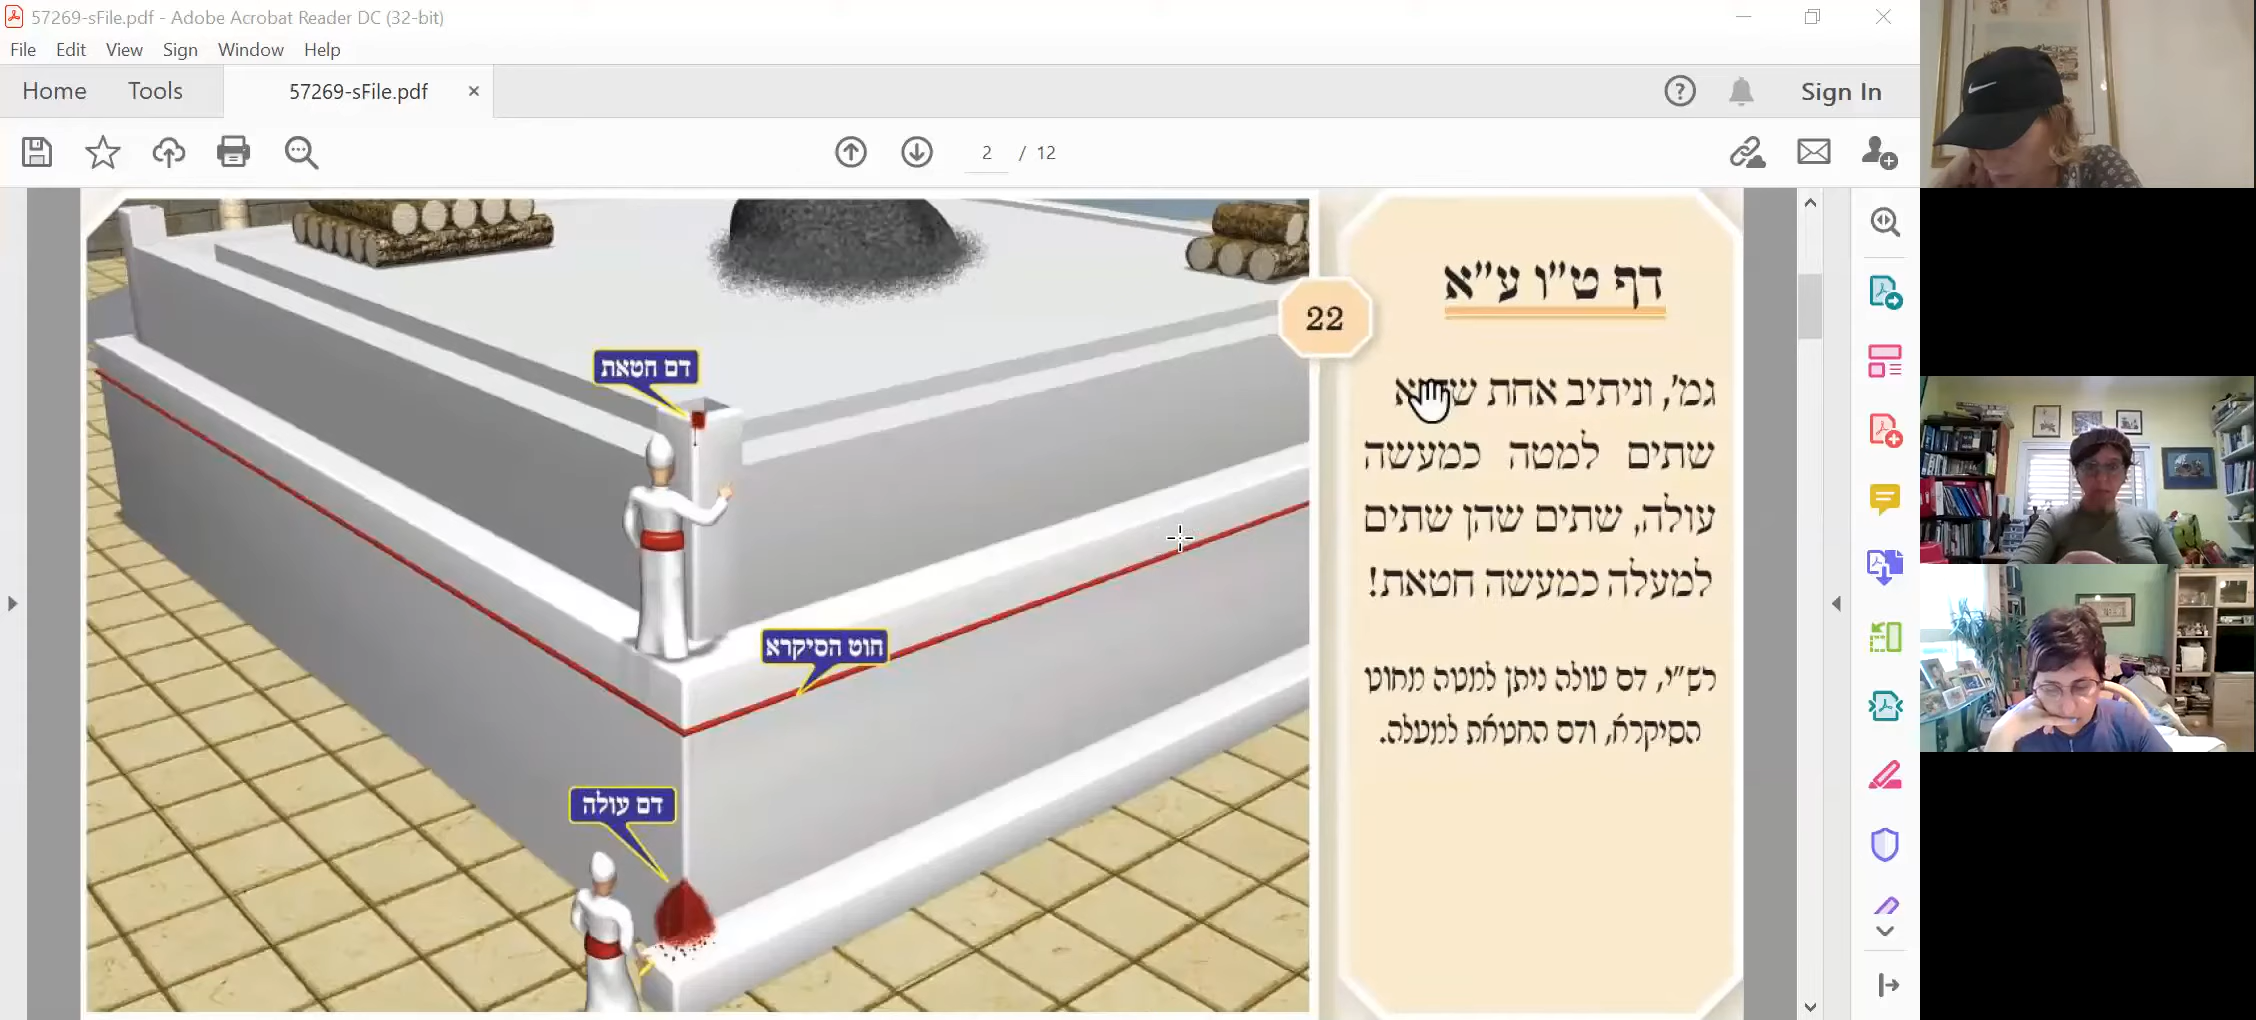 57269-sFile.pdf - Adobe Acrobat Reader DC (32-bit)
File Edit View Sign Window Help
Home Tools 57269-sFile.pdf × Sign In
2 / 12
דף ט"ו ע"א
22
גמ', וניתיב אחת
שתים למטה כמעשה
עולה, שתים שהן שתים
למעלה כמעשה חטאת!
רש"י, דם עולה ניתן למטה מחוט
הסיקרא, ודם החטאת למעלה.
דם חטאת
חוט הסיקרא
דם עולה